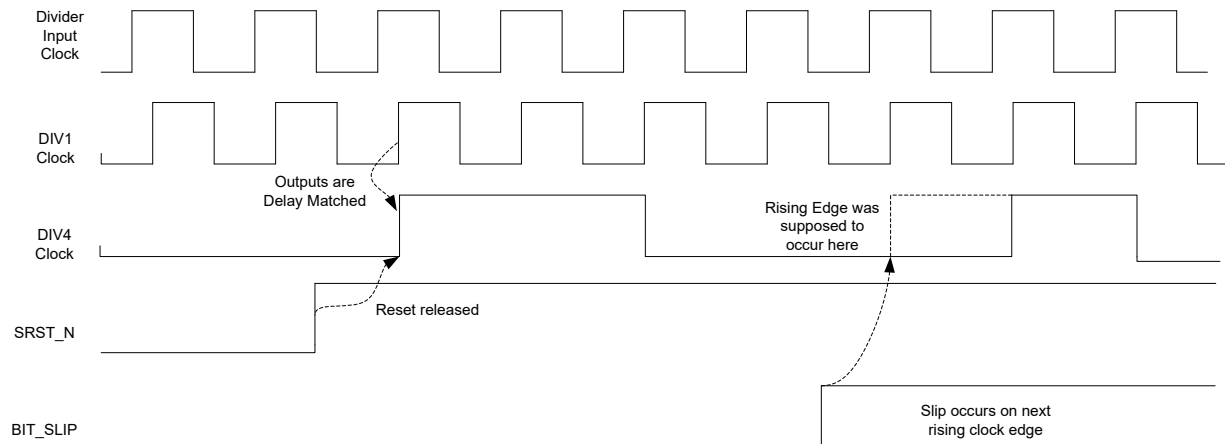 Divider
Input
Clock
DIV1
Clock
Outputs are
Delay Matched
DIV4
Clock
Rising Edge was
supposed to
occur here
Reset released
SRST_N
BIT_SLIP
Slip occurs on next
rising clock edge